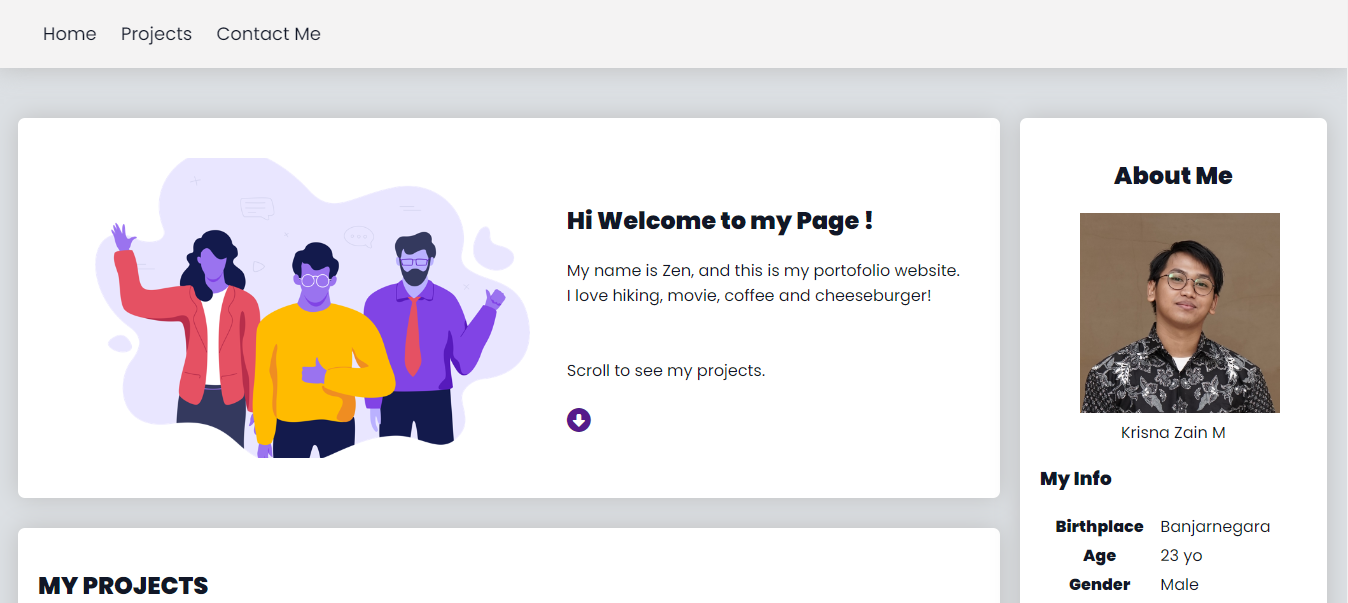 Home Projects Contact Me
Hi Welcome to my Page !
My name is Zen, and this is my portofolio website.
I love hiking, movie, coffee and cheeseburger!
Scroll to see my projects.
MY PROJECTS
About Me
Krisna Zain M
My Info
Birthplace Banjarnegara
Age 23 yo
Gender Male